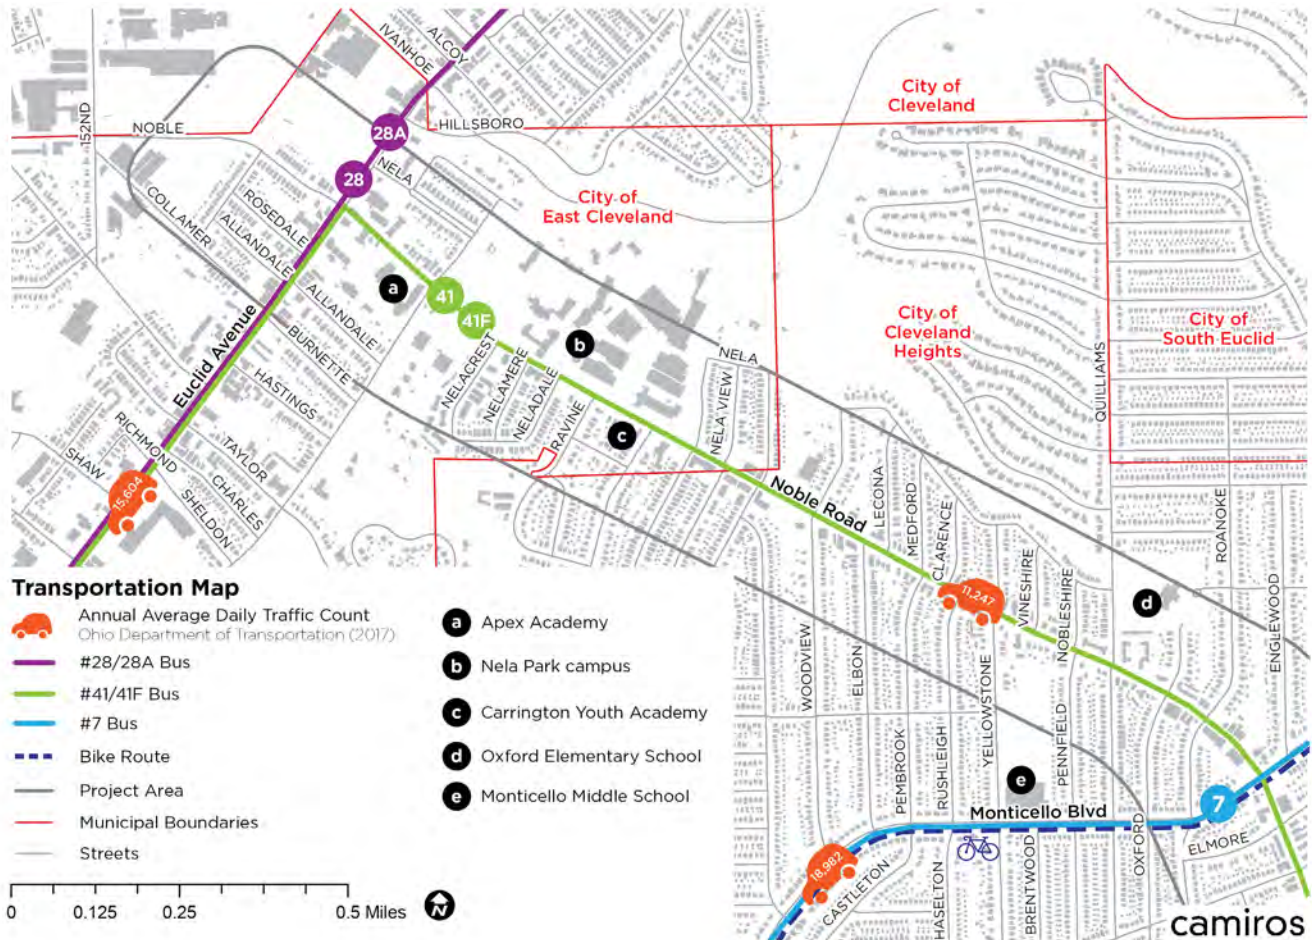 IVANHOE
ALCOY
152ND
NOBLE
28A
HILLSBORO
City of
Cleveland
28
NELA
COLLAMER
ROSEDALE
ALLANDALE
City of
East Cleveland
a
41
41F
ALLANDALE
BURNETTE
Euclid Avenue
HASTINGS
b
NELACREST
NELAMERE
NELADALE
RAVINE
c
NELA VIEW
NELA
City of
Cleveland
Heights
QUILLIAMS
City of
South Euclid
RICHMOND
SHAW
TAYLOR
CHARLES
SHELDON
15,604
Noble Road
LECONA
MEDFORD
CLARENCE
11,247
VINESHIRE
NOBLESHIRE
d
ROANOKE
ENGLEWOOD
WOODVIEW
ELBON
YELLOWSTONE
PENNFIELD
PEMBROOK
RUSHLEIGH
e
Monticello Blvd
7
OXFORD
ELMORE
18,982
CASTLETON
HASELTON
BRENTWOOD
Transportation Map
Annual Average Daily Traffic Count
Ohio Department of Transportation (2017)
#28/28A Bus
#41/41F Bus
#7 Bus
Bike Route
Project Area
Municipal Boundaries
Streets
a Apex Academy
b Nela Park campus
c Carrington Youth Academy
d Oxford Elementary School
e Monticello Middle School
0 0.125 0.25 0.5 Miles
N
camiros